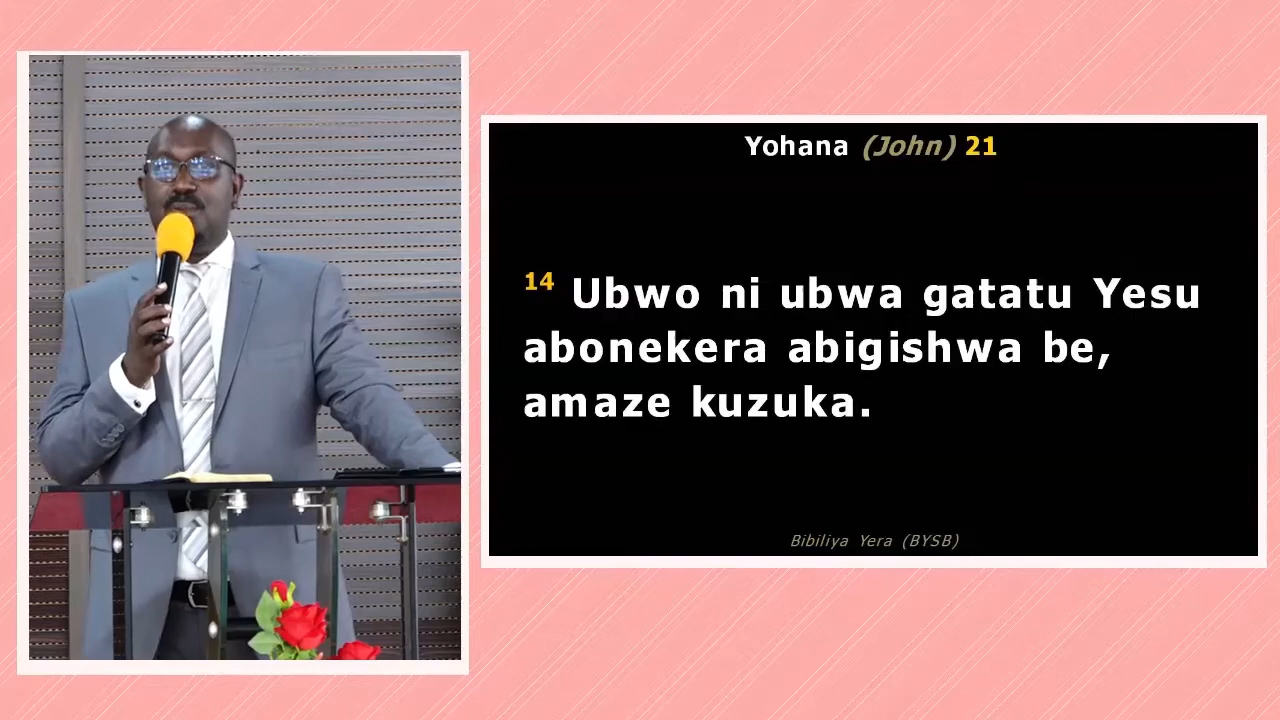 Yohana (John) 21
14 Ubwo ni ubwa gatatu Yesu
abonekera abigishwa be,
amaze kuzuka.
Bibiliya Yera (BYSB)